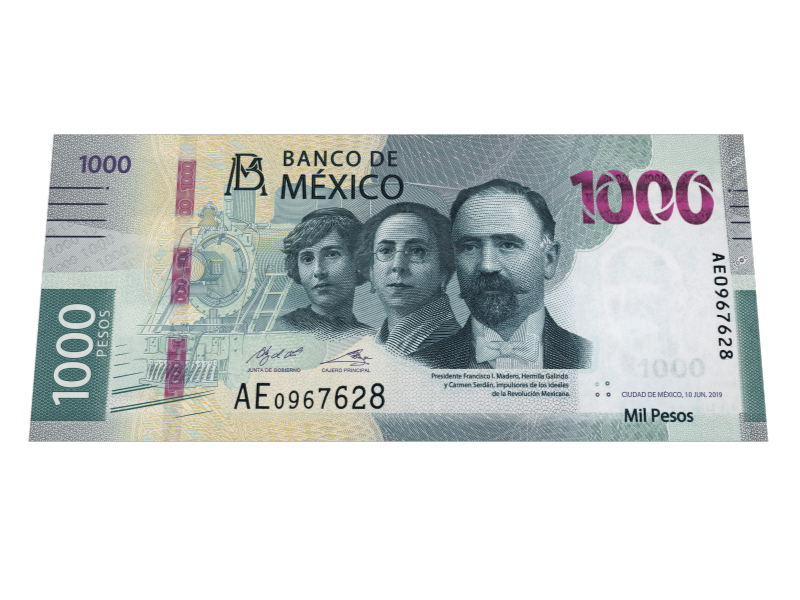 1000
BANCO DE
MÉXICO
1000
1000
PESOS
AE0967628
JUNTA DE GOBIERNO
CAJERO PRINCIPAL
AE0967628
Presidente Francisco I. Madero, Hermila Galindo
y Carmen Serdán, impulsores de los ideales
de la Revolución Mexicana.
1000
CIUDAD DE MÉXICO, 10 JUN. 2019
Mil Pesos